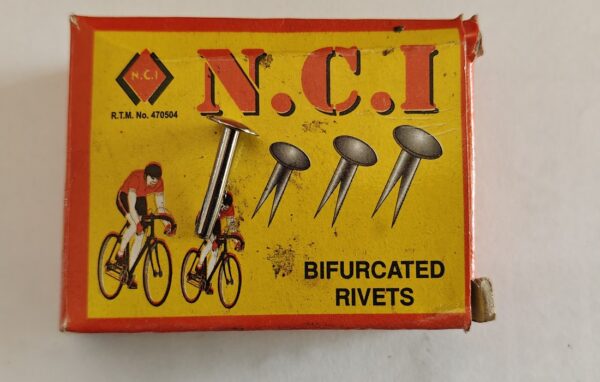 N.C.I
R.T.M. No. 470504
N.C.I
BIFURCATED
RIVETS